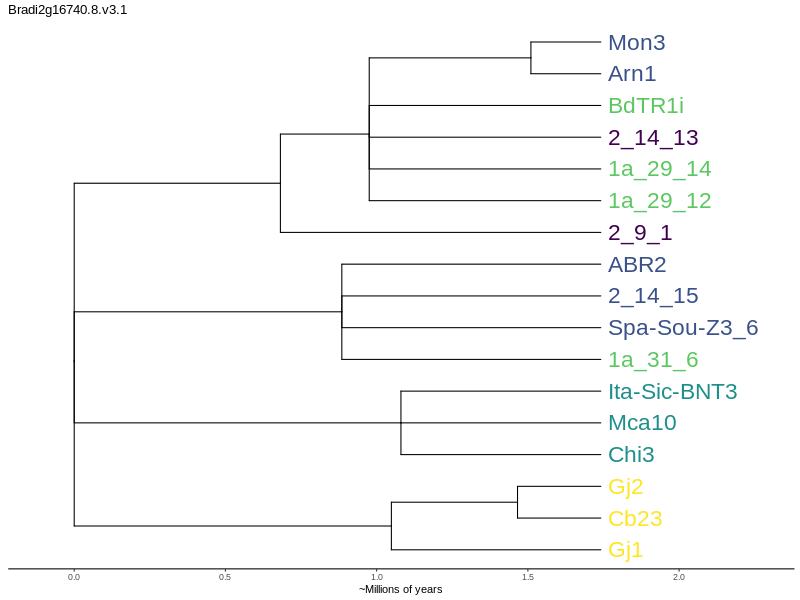 Bradi2g16740.8.v3.1
Mon3
Arn1
BdTR1i
2_14_13
1a_29_14
1a_29_12
2_9_1
ABR2
2_14_15
Spa-Sou-Z3_6
1a_31_6
Ita-Sic-BNT3
Mca10
Chi3
Gj2
Cb23
Gj1
0.0 0.5 1.0 1.5 2.0
~Millions of years